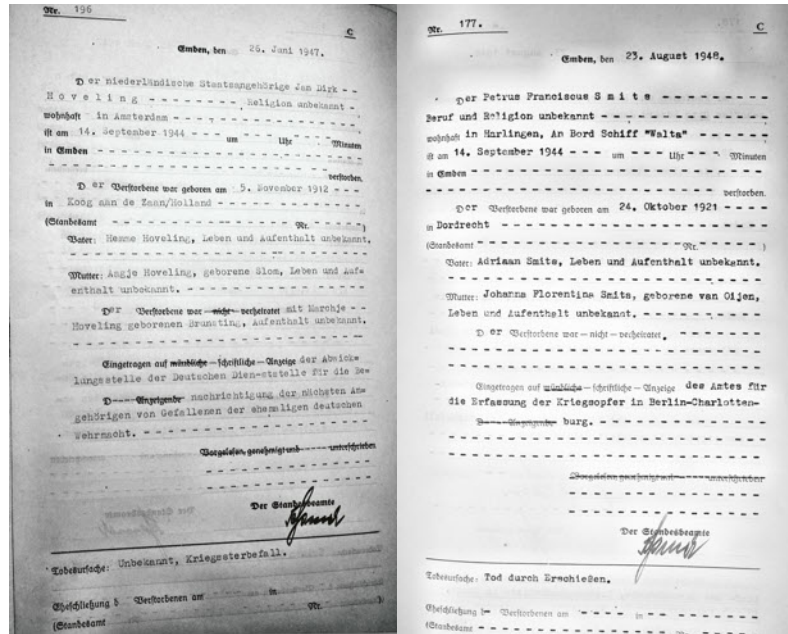 Nr. 196
C
Emden, den 26. Juni 1947.
Der niederländische Staatsangehörige Jan Dirk - -
H o v e l i n g - - - - - - - - Religion unbekannt -
wohnhaft in Amsterdam - - - - - - - - - - - -
ist am 14. September 1944 - - - um - - - Uhr - - - Minuten
in Emden - - - - - - - - - - - - - - - - -
- - - - - - - - - - - - - - - - verstorben.
Der Verstorbene war geboren am 5. November 1912 - - -
in Koog aan de Zaan/Holland - - - - - - - - - -
(Standesamt - - - - - - - - - - - Nr. - - - - -)
Vater: Hemme Hoveling, Leben und Aufenthalt unbekannt.
- - - - - - - - - - - - - - - - - - - -
Mutter: Angje Hoveling, geborene Slom, Leben und Auf=
enthalt unbekannt. - - - - - - - - - - - - - -
Der Verstorbene war - nicht - verheiratet mit Marchje - -
Hoveling geborenen Brunsting, Aufenthalt unbekannt.
- - - - - - - - - - - - - - - - - - - -
Eingetragen auf mündliche - schriftliche - Anzeige der Abwick=
lungsstelle der Deutschen Dien-ststelle für die Be=
D - - - - Anzeigende nachrichtigung der nächsten An=
gehörigen von Gefallenen der ehemaligen deutschen
Wehrmacht. - - - - - - - - - - - - - - - -
Vorgelesen, genehmigt und - - - - - unterschrieben
- - - - - - - - - -
- - - - - - - - - -
Der Standesbeamte
Todesursache: Unbekannt, Kriegssterbefall.
- - - - - - - - - - - - - - - - - - - -
Eheschließung d Verstorbenen am - - - - - in - - - - -
(Standesamt - - - - - - - - - - - Nr. - - - - -)
Nr. 177.
C
Emden, den 23. August 1948.
Der Petrus Franciscus S m i t s - - - - - - - -
Beruf und Religion unbekannt - - - - - - - - - -
wohnhaft in Harlingen, An Bord Schiff "Walta" - - - - - -
ist am 14. September 1944 - - - um - - - Uhr - - - Minuten
in Emden - - - - - - - - - - - - - - - - -
- - - - - - - - - - - - - - - - verstorben.
Der Verstorbene war geboren am 24. Oktober 1921 - - - -
in Dordrecht - - - - - - - - - - - - - - - -
(Standesamt - - - - - - - - - - - Nr. - - - - -)
Vater: Adriaan Smits, Leben und Aufenthalt unbekannt.
- - - - - - - - - - - - - - - - - - - -
Mutter: Johanna Florentina Smits, geborene van Oijen,
Leben und Aufenthalt unbekannt. - - - - - - - - -
Der Verstorbene war - nicht - verheiratet. - - - - - -
- - - - - - - - - - - - - - - - - - - -
- - - - - - - - - - - - - - - - - - - -
Eingetragen auf mündliche - schriftliche - Anzeige des Amtes für
die Erfassung der Kriegsopfer in Berlin-Charlotten-
D - - - - Anzeigende burg. - - - - - - - - - - - -
- - - - - - - - - - - - - - - - - - - -
- - - - - - - - - - - - - - - - - - - -
Vorgelesen, genehmigt und - - - - - unterschrieben
- - - - - - - - - -
- - - - - - - - - -
Der Standesbeamte
Todesursache: Tod durch Erschießen.
- - - - - - - - - - - - - - - - - - - -
Eheschließung d - Verstorbenen am - - - - - in - - - - -
(Standesamt - - - - - - - - - - - Nr. - - - - -)